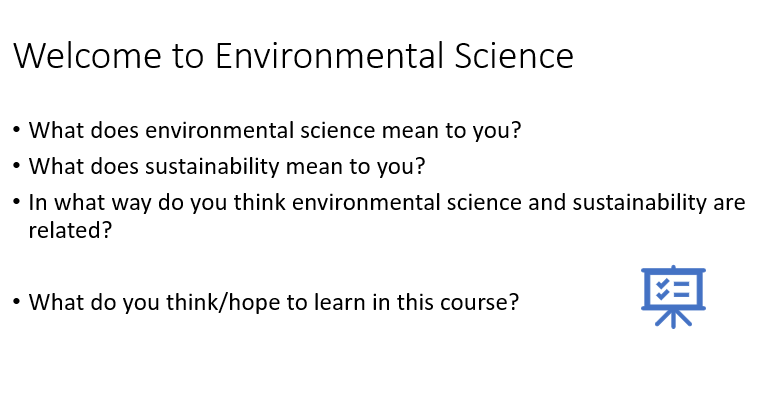 Welcome to Environmental Science
• What does environmental science mean to you?
• What does sustainability mean to you?
• In what way do you think environmental science and sustainability are
related?
• What do you think/hope to learn in this course?